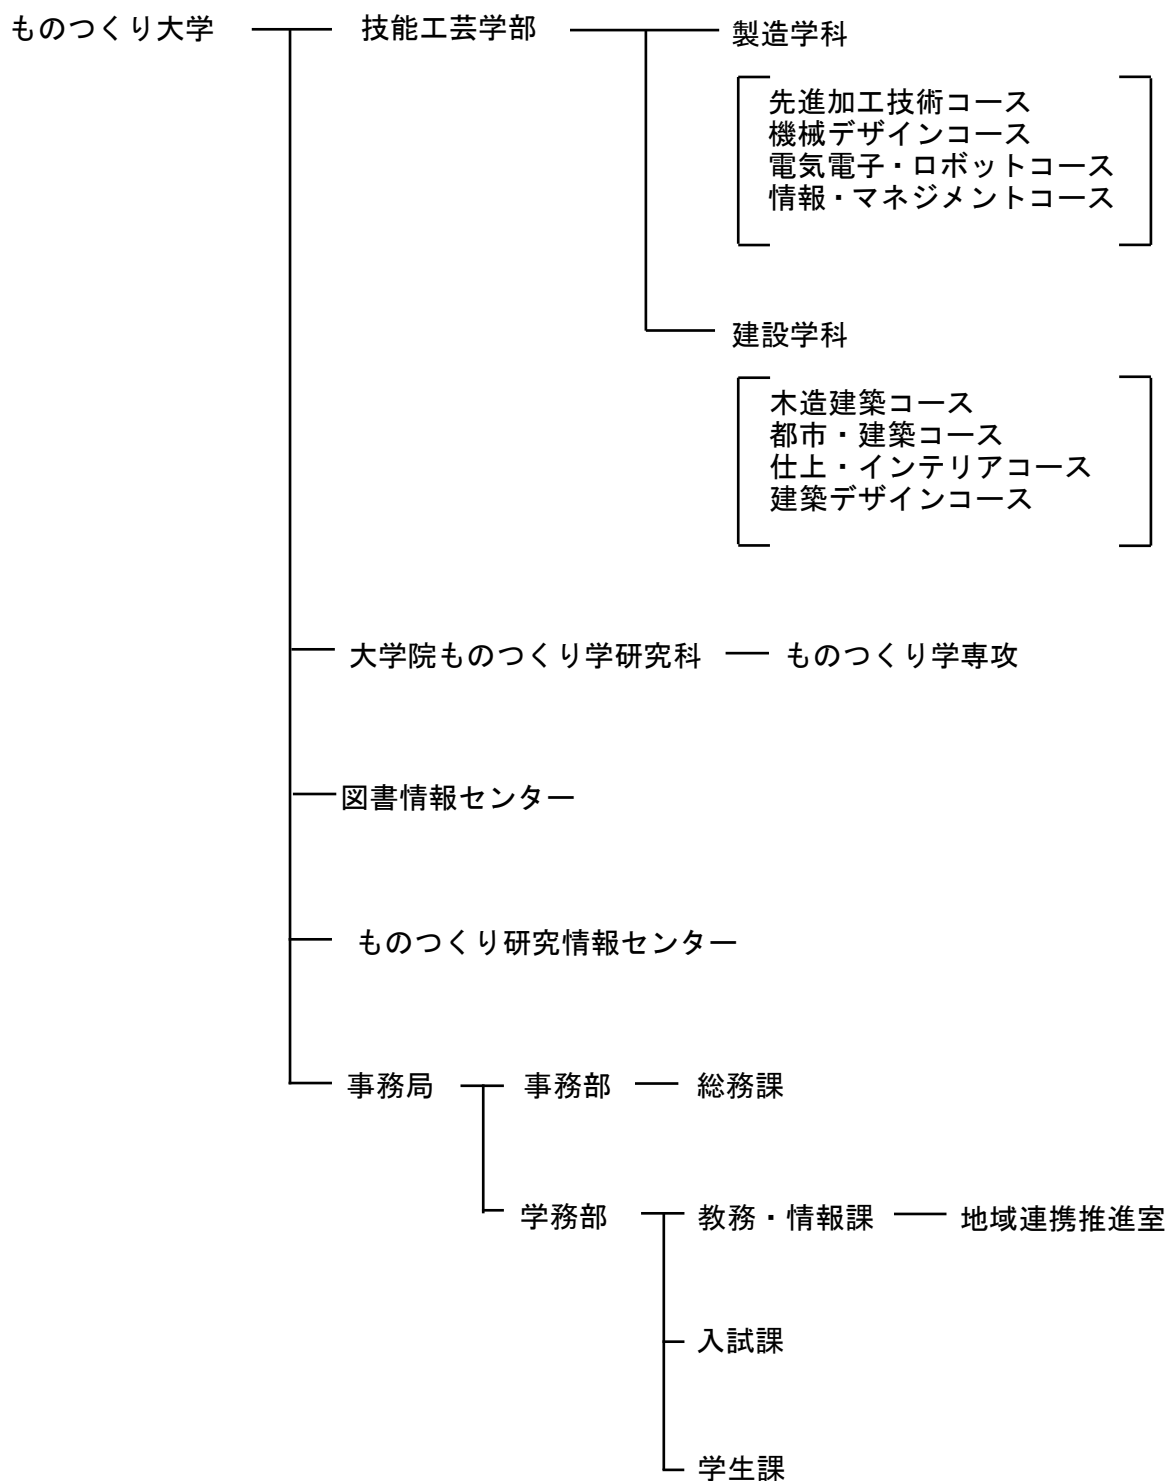 ものつくり大学
技能工芸学部
製造学科
先進加工技術コース
機械デザインコース
電気電子・ロボットコース
情報・マネジメントコース
建設学科
木造建築コース
都市・建築コース
仕上・インテリアコース
建築デザインコース
大学院ものつくり学研究科
ものつくり学専攻
図書情報センター
ものつくり研究情報センター
事務局
事務部
総務課
学務部
教務・情報課
地域連携推進室
入試課
学生課